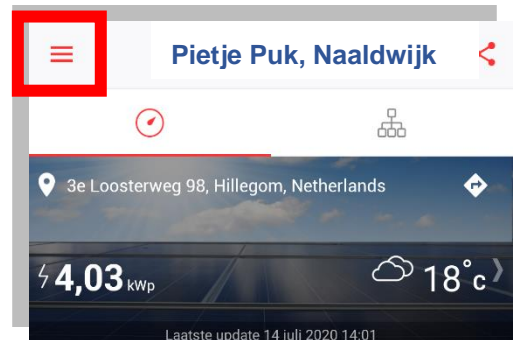 Pietje Puk, Naaldwijk
3e Loosterweg 98, Hillegom, Netherlands
4,03 kWp
18°c
Laatste update 14 juli 2020 14:01